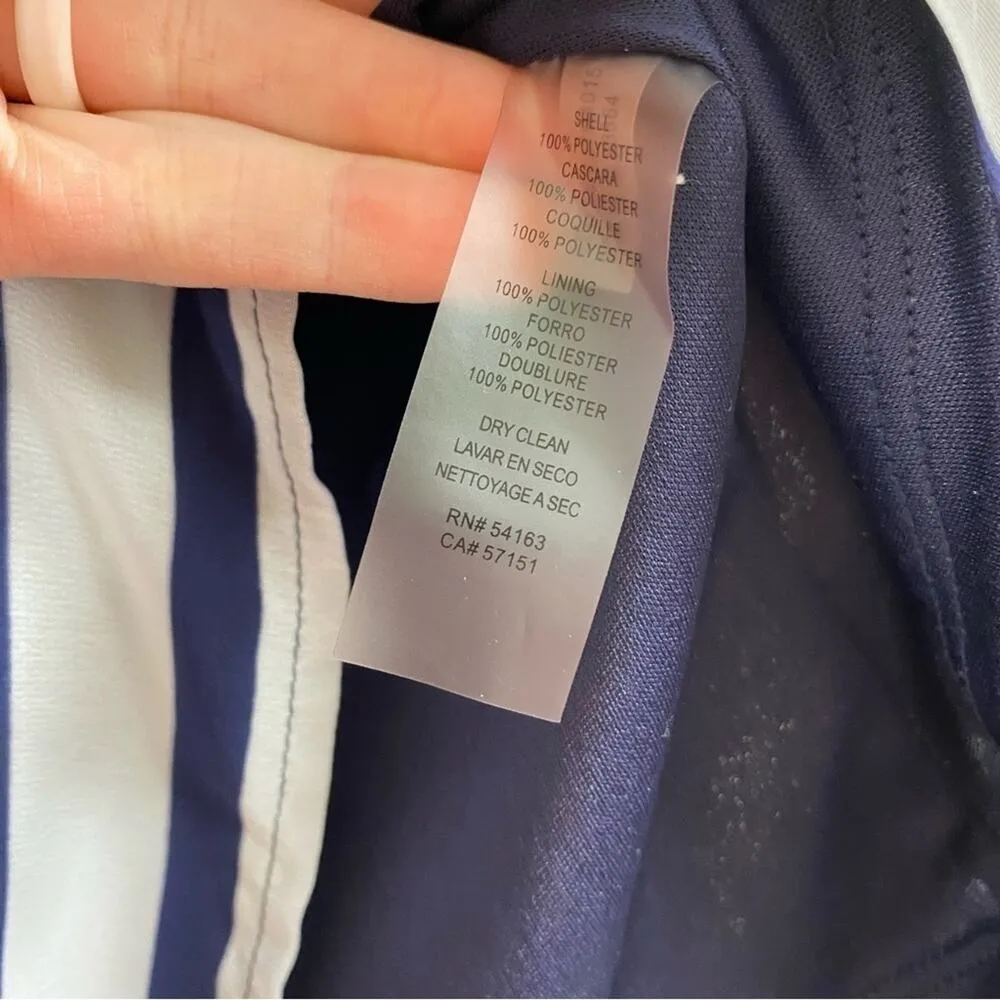 SHELL
100% POLYESTER
CASCARA
100% POLIESTER
COQUILLE
100% POLYESTER
LINING
100% POLYESTER
FORRO
100% POLIESTER
DOUBLURE
100% POLYESTER
DRY CLEAN
LAVAR EN SECO
NETTOYAGE A SEC
RN# 54163
CA# 57151